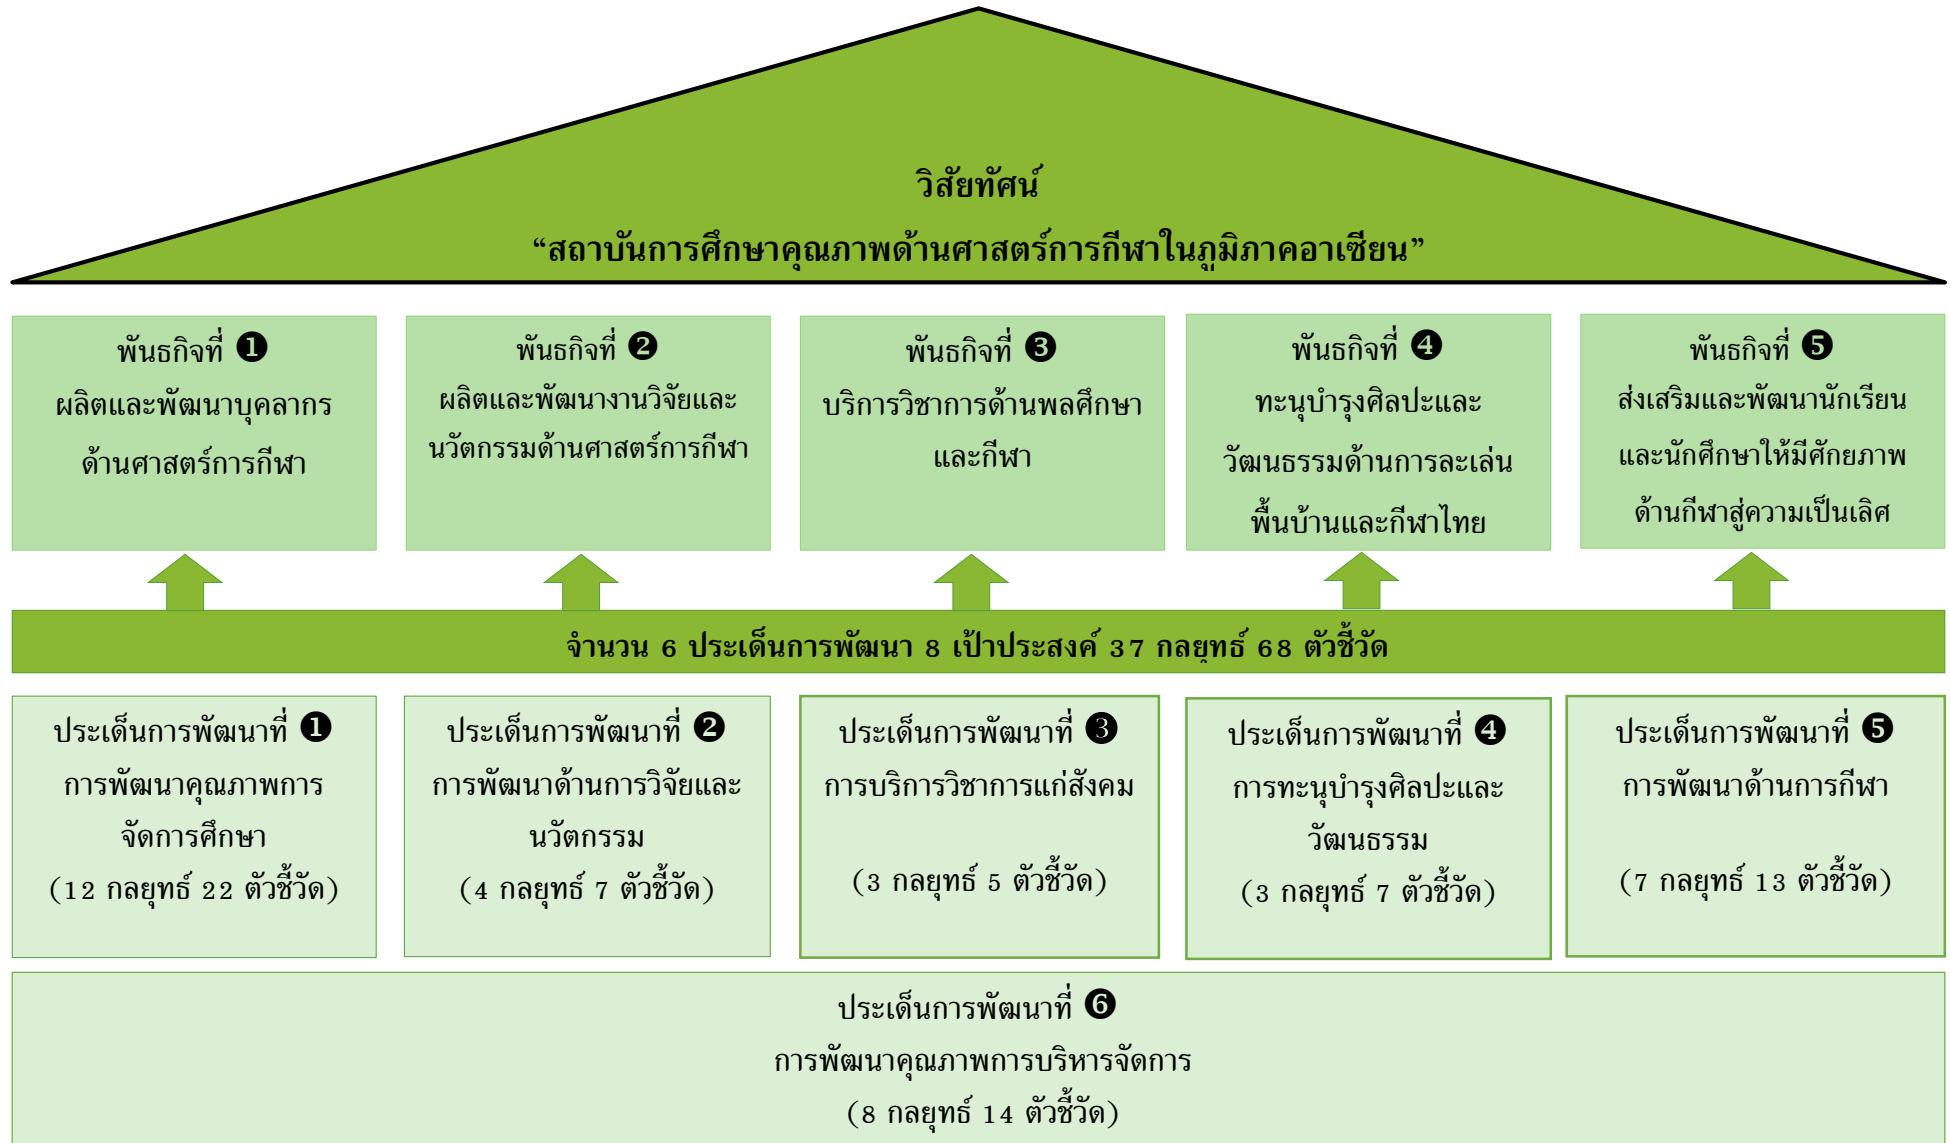 วิสัยทัศน์
“สถาบันการศึกษาคุณภาพด้านศาสตร์การกีฬาในภูมิภาคอาเซียน”
พันธกิจที่ ❶
ผลิตและพัฒนาบุคลากร
ด้านศาสตร์การกีฬา
พันธกิจที่ ❷
ผลิตและพัฒนางานวิจัยและ
นวัตกรรมด้านศาสตร์การกีฬา
พันธกิจที่ ❸
บริการวิชาการด้านพลศึกษา
และกีฬา
พันธกิจที่ ❹
ทะนุบำรุงศิลปะและ
วัฒนธรรมด้านการละเล่น
พื้นบ้านและกีฬาไทย
พันธกิจที่ ❺
ส่งเสริมและพัฒนานักเรียน
และนักศึกษาให้มีศักยภาพ
ด้านกีฬาสู่ความเป็นเลิศ
จำนวน 6 ประเด็นการพัฒนา 8 เป้าประสงค์ 37 กลยุทธ์ 68 ตัวชี้วัด
ประเด็นการพัฒนาที่ ❶
การพัฒนาคุณภาพการ
จัดการศึกษา
(12 กลยุทธ์ 22 ตัวชี้วัด)
ประเด็นการพัฒนาที่ ❷
การพัฒนาด้านการวิจัยและ
นวัตกรรม
(4 กลยุทธ์ 7 ตัวชี้วัด)
ประเด็นการพัฒนาที่ ❸
การบริการวิชาการแก่สังคม
(3 กลยุทธ์ 5 ตัวชี้วัด)
ประเด็นการพัฒนาที่ ❹
การทะนุบำรุงศิลปะและ
วัฒนธรรม
(3 กลยุทธ์ 7 ตัวชี้วัด)
ประเด็นการพัฒนาที่ ❺
การพัฒนาด้านการกีฬา
(7 กลยุทธ์ 13 ตัวชี้วัด)
ประเด็นการพัฒนาที่ ❻
การพัฒนาคุณภาพการบริหารจัดการ
(8 กลยุทธ์ 14 ตัวชี้วัด)